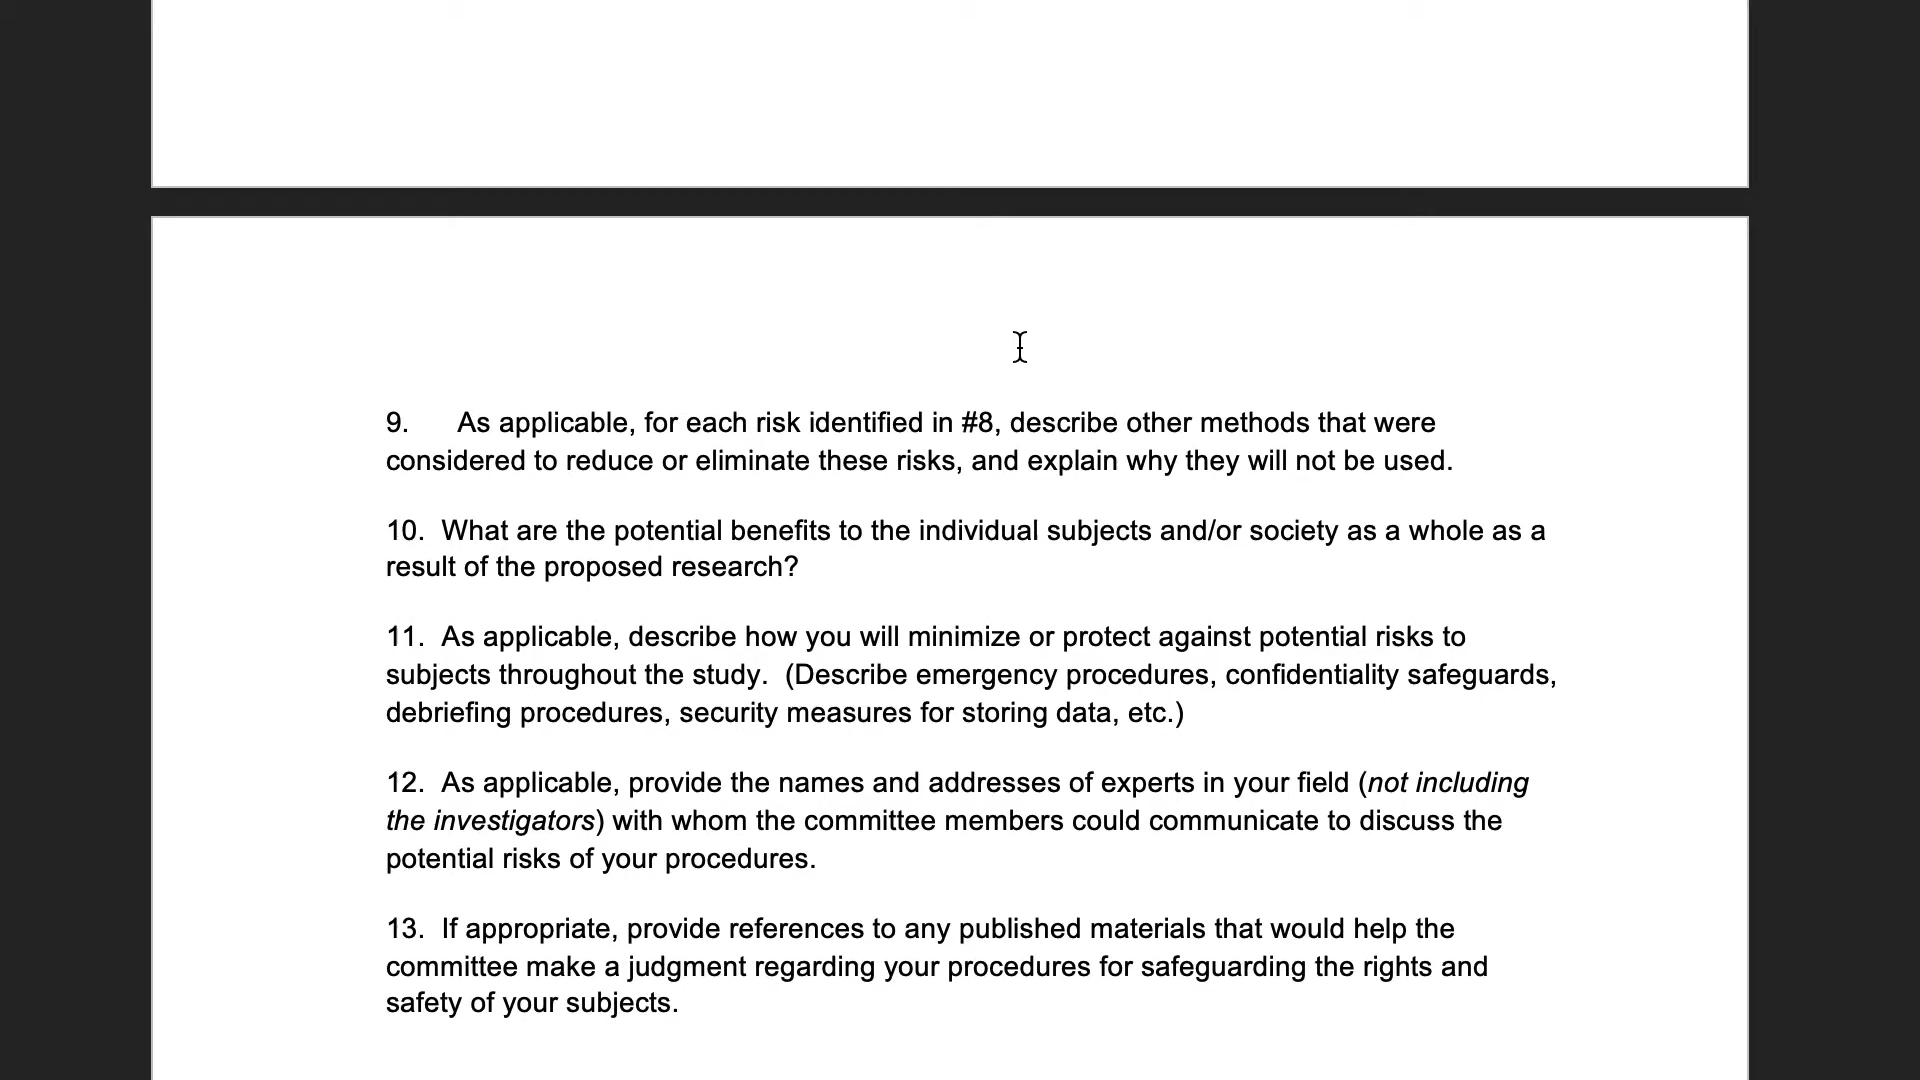 9. As applicable, for each risk identified in #8, describe other methods that were
considered to reduce or eliminate these risks, and explain why they will not be used.
10. What are the potential benefits to the individual subjects and/or society as a whole as a
result of the proposed research?
11. As applicable, describe how you will minimize or protect against potential risks to
subjects throughout the study. (Describe emergency procedures, confidentiality safeguards,
debriefing procedures, security measures for storing data, etc.)
12. As applicable, provide the names and addresses of experts in your field (not including
the investigators) with whom the committee members could communicate to discuss the
potential risks of your procedures.
13. If appropriate, provide references to any published materials that would help the
committee make a judgment regarding your procedures for safeguarding the rights and
safety of your subjects.